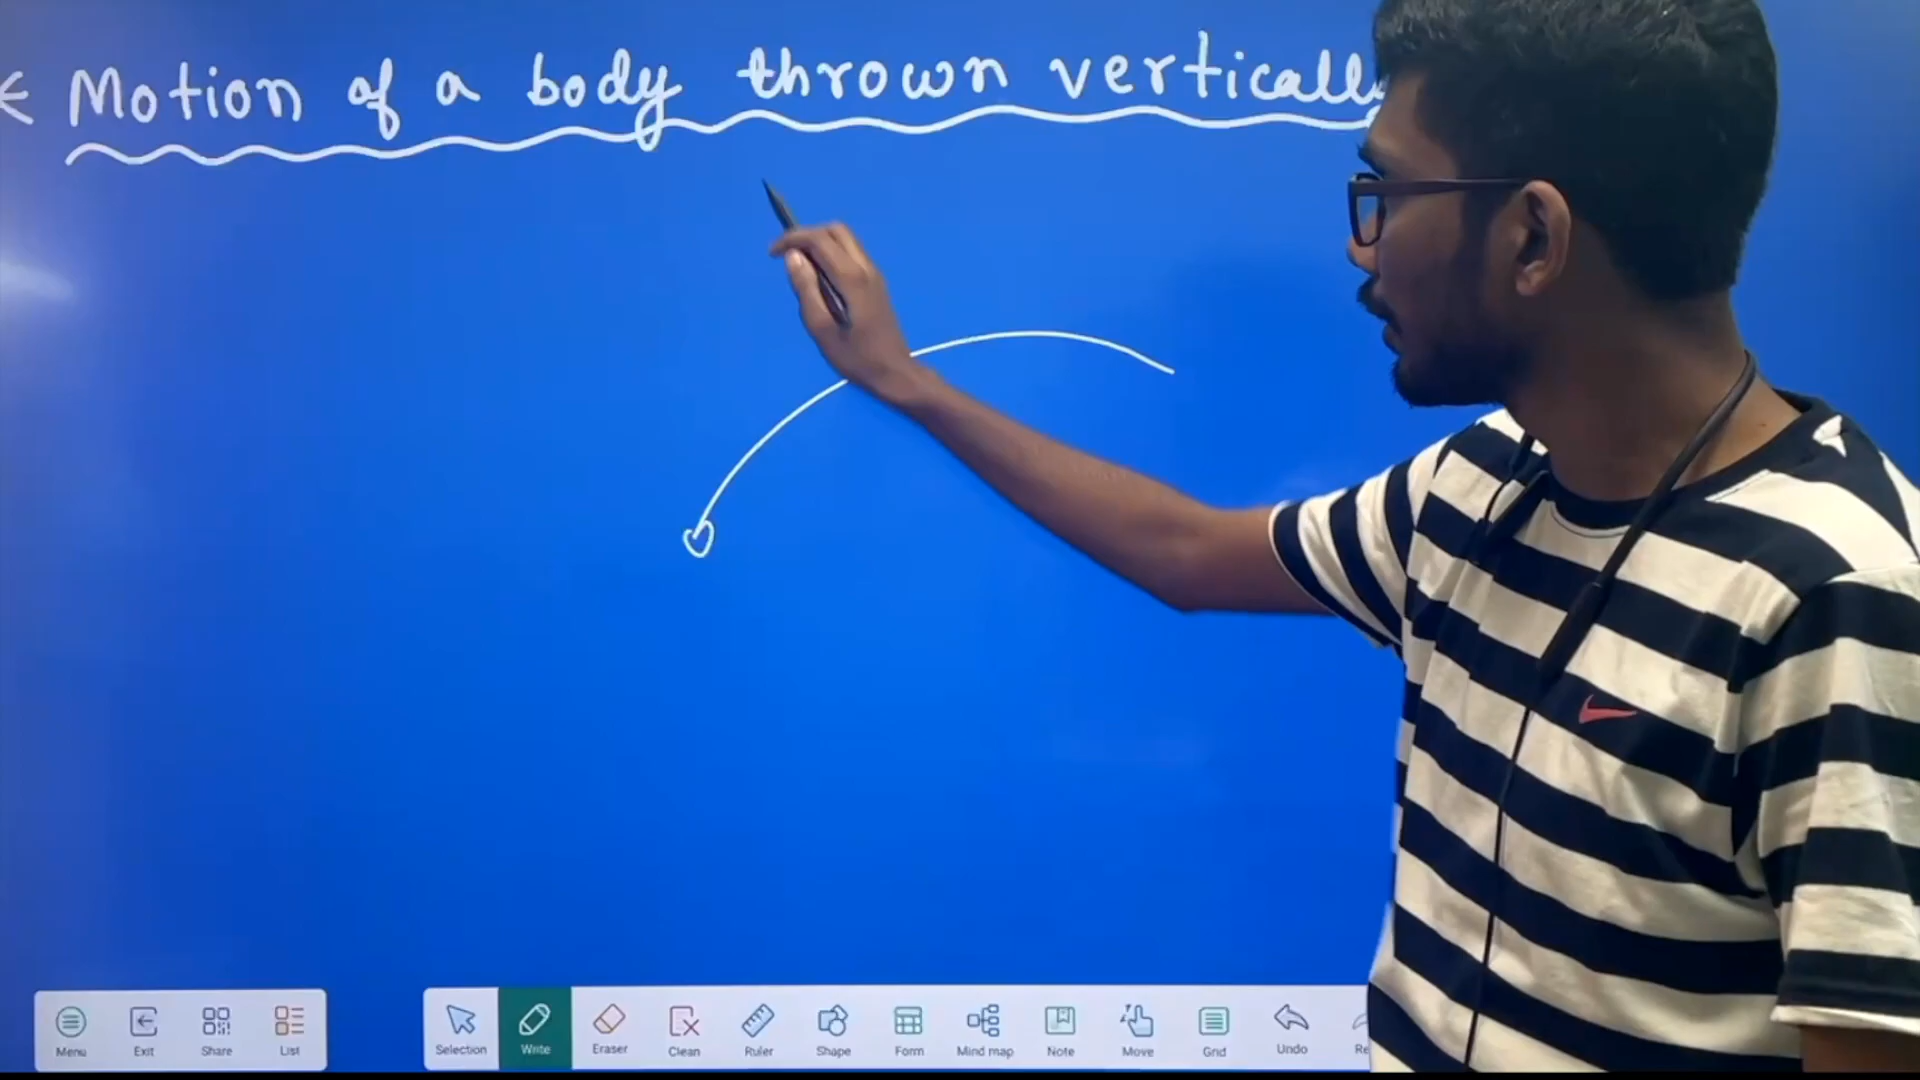 Motion of a body thrown vertically
Menu Exit Share List Selection Write Eraser Clean Ruler Shape Form Mind map Note Move Grid Undo